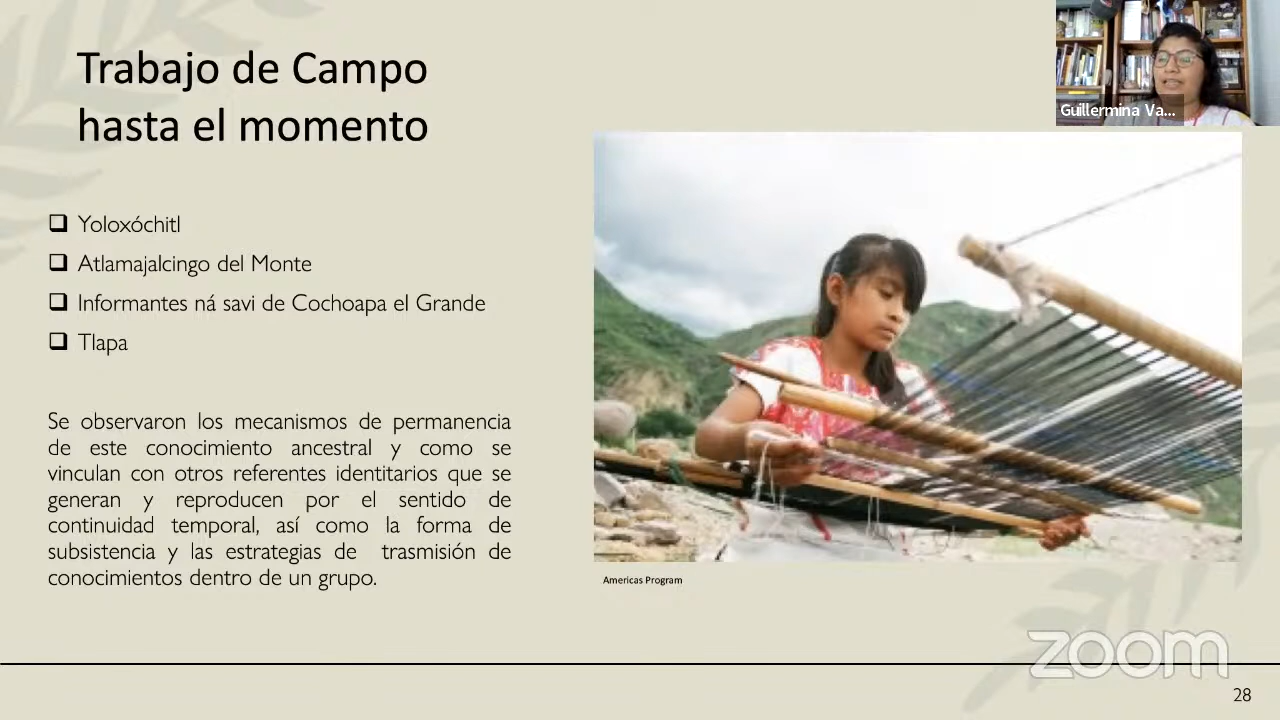 Trabajo de Campo
hasta el momento
Guillermina Va...
Yoloxóchitl
Atlamajalcingo del Monte
Informantes ná savi de Cochoapa el Grande
Tlapa
Se observaron los mecanismos de permanencia
de este conocimiento ancestral y como se
vinculan con otros referentes identitarios que se
generan y reproducen por el sentido de
continuidad temporal, así como la forma de
subsistencia y las estrategias de trasmisión de
conocimientos dentro de un grupo.
Americas Program
zoom
28